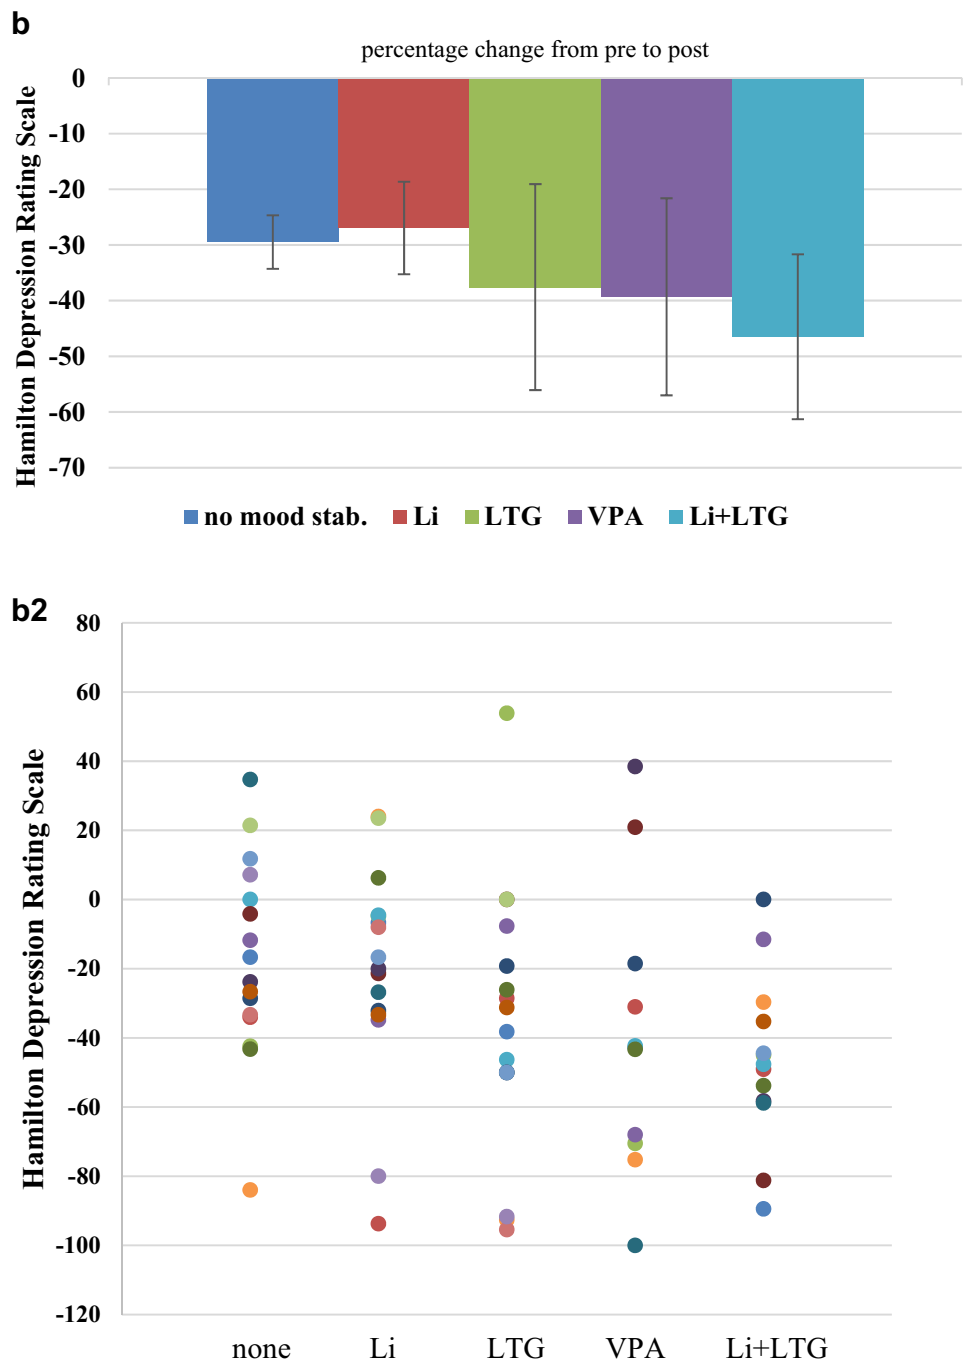 b
percentage change from pre to post
Hamilton Depression Rating Scale
0
-10
-20
-30
-40
-50
-60
-70
no mood stab. Li LTG VPA Li+LTG
b2
Hamilton Depression Rating Scale
80
60
40
20
0
-20
-40
-60
-80
-100
-120
none Li LTG VPA Li+LTG